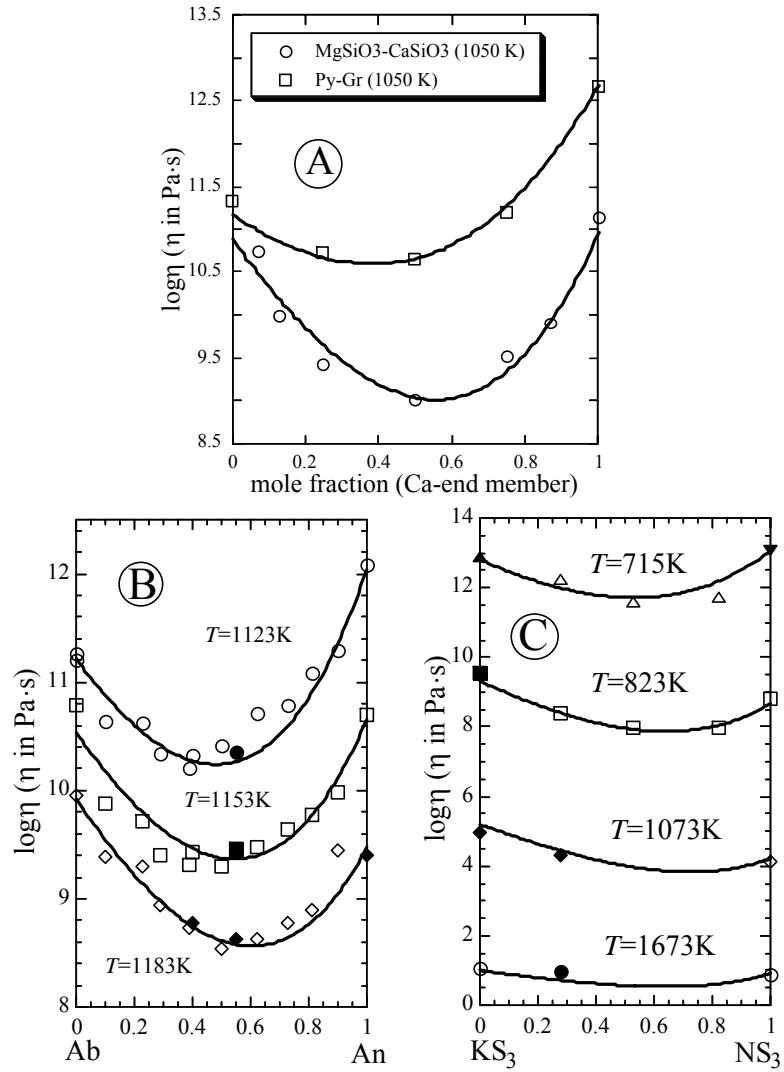 13.5
12.5
11.5
10.5
9.5
8.5
logη (η in Pa·s)
MgSiO3-CaSiO3 (1050 K)
Py-Gr (1050 K)
A
0 0.2 0.4 0.6 0.8 1
mole fraction (Ca-end member)
12
11
10
9
8
logη (η in Pa·s)
B
T=1123K
T=1153K
T=1183K
0 0.2 0.4 0.6 0.8 1
Ab An
14
12
10
8
6
4
2
0
logη (η in Pa·s)
T=715K
C
T=823K
T=1073K
T=1673K
0 0.2 0.4 0.6 0.8 1
KS₃ NS₃